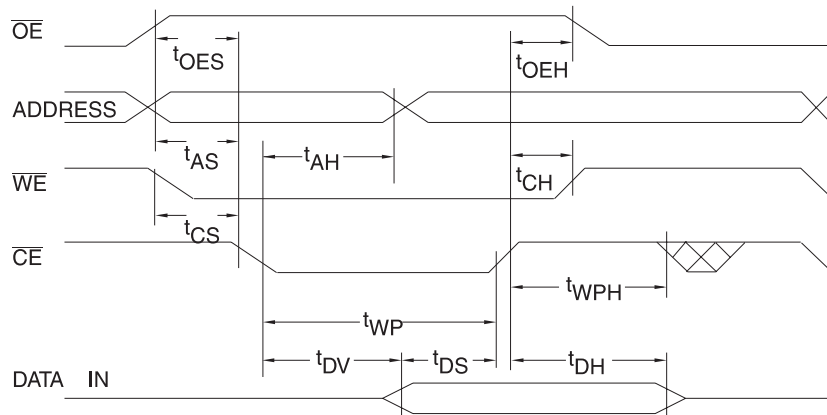 OE
tOES
tOEH
ADDRESS
tAS
tAH
WE
tCH
tCS
CE
tWPH
tWP
tDV
tDS
tDH
DATA IN